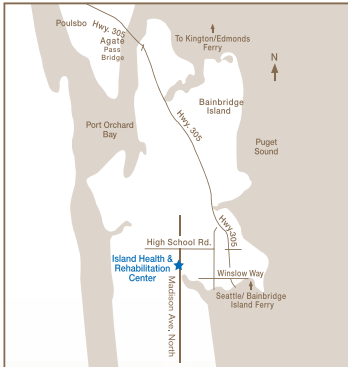 Poulsbo
Hwy. 305
Agate
Pass
Bridge
To Kington/Edmonds
Ferry
N
Bainbridge
Island
Hwy. 305
Port Orchard
Bay
Puget
Sound
Hwy.305
High School Rd.
Island Health &
Rehabilitation
Center
Winslow Way
Madison Ave. North
Seattle/ Bainbridge
Island Ferry